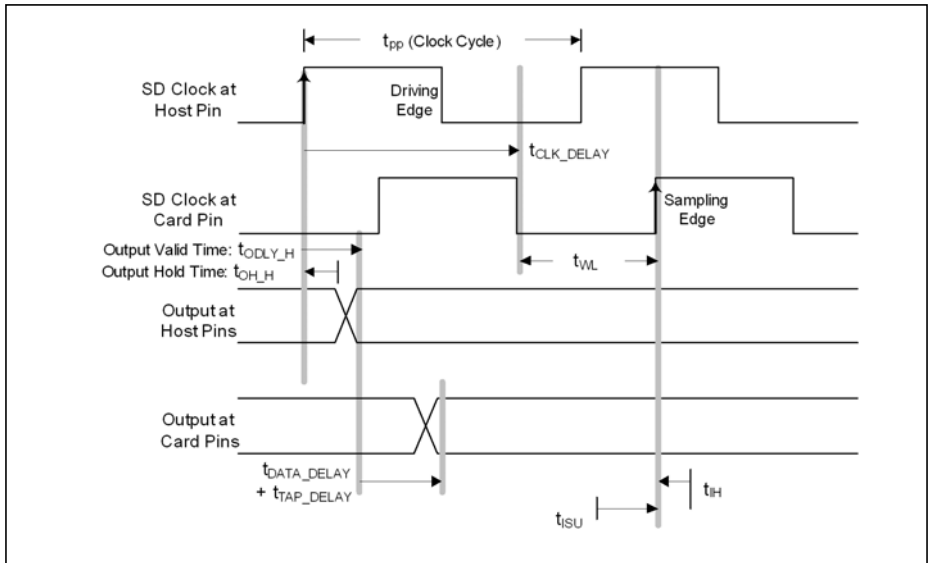 tpp (Clock Cycle)
SD Clock at
Host Pin
Driving
Edge
tCLK_DELAY
SD Clock at
Card Pin
Sampling
Edge
Output Valid Time: tODLY_H
Output Hold Time: tOH_H
tWL
Output at
Host Pins
Output at
Card Pins
tDATA_DELAY
+ tTAP_DELAY
tIH
tISU